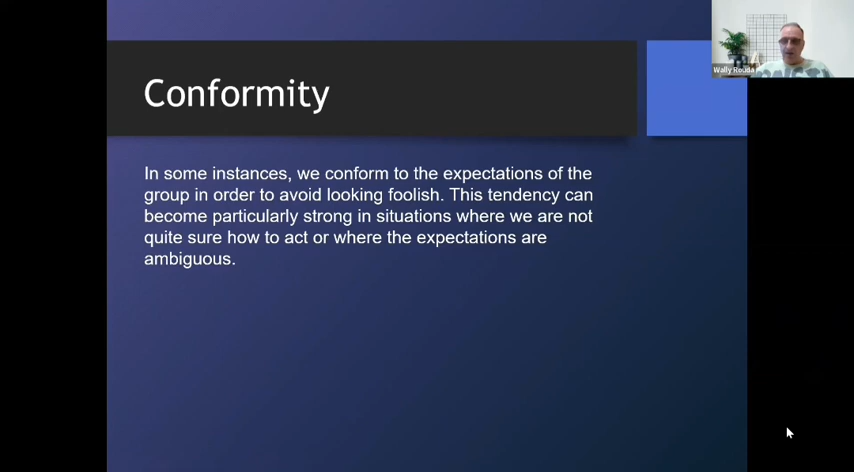 Conformity
Wally Rouda
In some instances, we conform to the expectations of the
group in order to avoid looking foolish. This tendency can
become particularly strong in situations where we are not
quite sure how to act or where the expectations are
ambiguous.